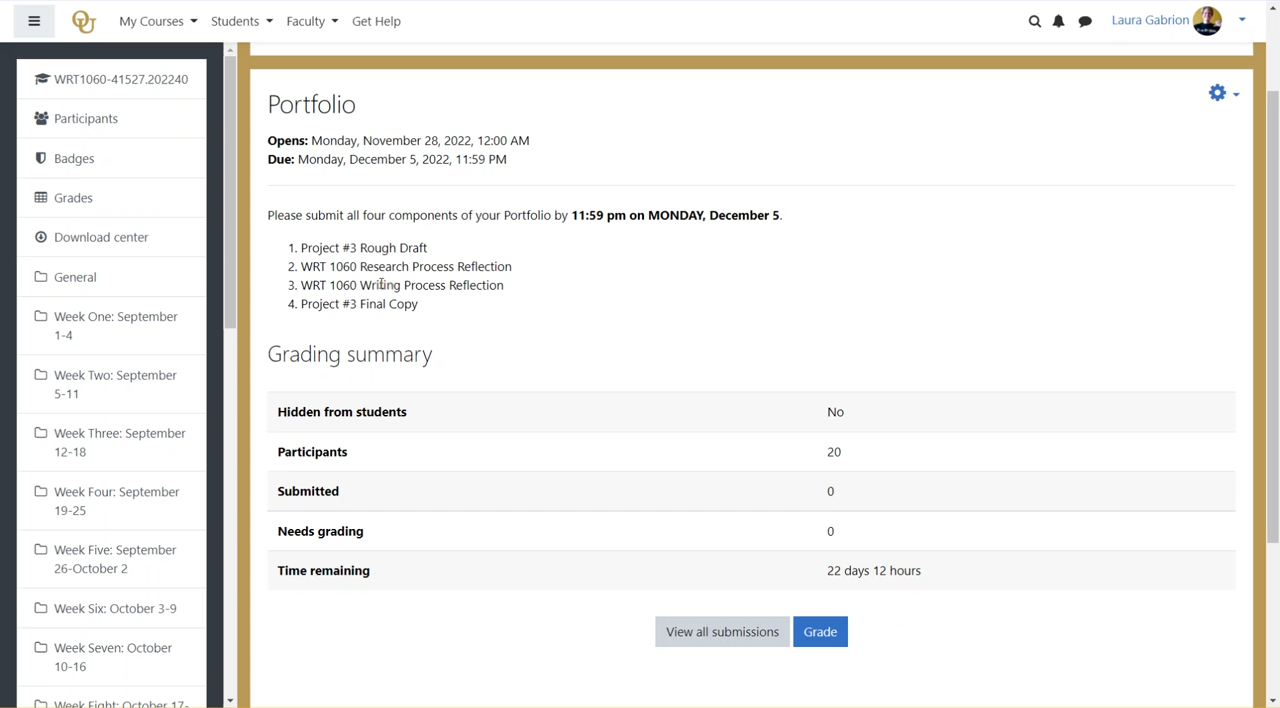 OU My Courses Students Faculty Get Help Laura Gabrion
WRT1060-41527.202240
Participants
Badges
Grades
Download center
General
Week One: September
1-4
Week Two: September
5-11
Week Three: September
12-18
Week Four: September
19-25
Week Five: September
26-October 2
Week Six: October 3-9
Week Seven: October
10-16
Week Eight: October 17-
Portfolio
Opens: Monday, November 28, 2022, 12:00 AM
Due: Monday, December 5, 2022, 11:59 PM
Please submit all four components of your Portfolio by 11:59 pm on MONDAY, December 5.
1. Project #3 Rough Draft
2. WRT 1060 Research Process Reflection
3. WRT 1060 Writing Process Reflection
4. Project #3 Final Copy
Grading summary
Hidden from students No
Participants 20
Submitted 0
Needs grading 0
Time remaining 22 days 12 hours
View all submissions Grade